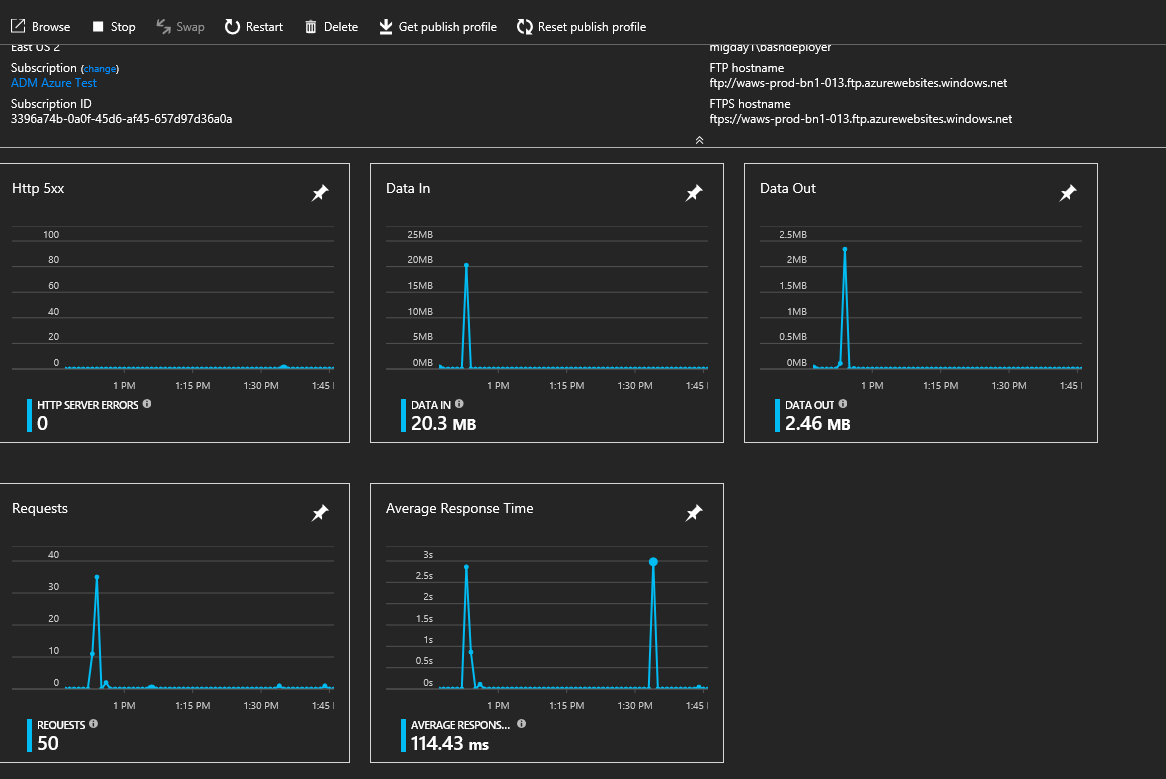 Browse Stop Swap Restart Delete Get publish profile Reset publish profile
East US 2
Subscription (change)
ADM Azure Test
Subscription ID
3396a74b-0a0f-45d6-af45-657d97d36a0a
migday1\bashdeployer
FTP hostname
ftp://waws-prod-bn1-013.ftp.azurewebsites.windows.net
FTPS hostname
ftps://waws-prod-bn1-013.ftp.azurewebsites.windows.net
Http 5xx
100
80
60
40
20
0
1 PM 1:15 PM 1:30 PM 1:45
HTTP SERVER ERRORS
0
Data In
25MB
20MB
15MB
10MB
5MB
0MB
1 PM 1:15 PM 1:30 PM 1:45
DATA IN
20.3 MB
Data Out
2.5MB
2MB
1.5MB
1MB
0.5MB
0MB
1 PM 1:15 PM 1:30 PM 1:45
DATA OUT
2.46 MB
Requests
40
30
20
10
0
1 PM 1:15 PM 1:30 PM 1:45
REQUESTS
50
Average Response Time
3s
2.5s
2s
1.5s
1s
0.5s
0s
1 PM 1:15 PM 1:30 PM 1:45
AVERAGE RESPONS...
114.43 ms